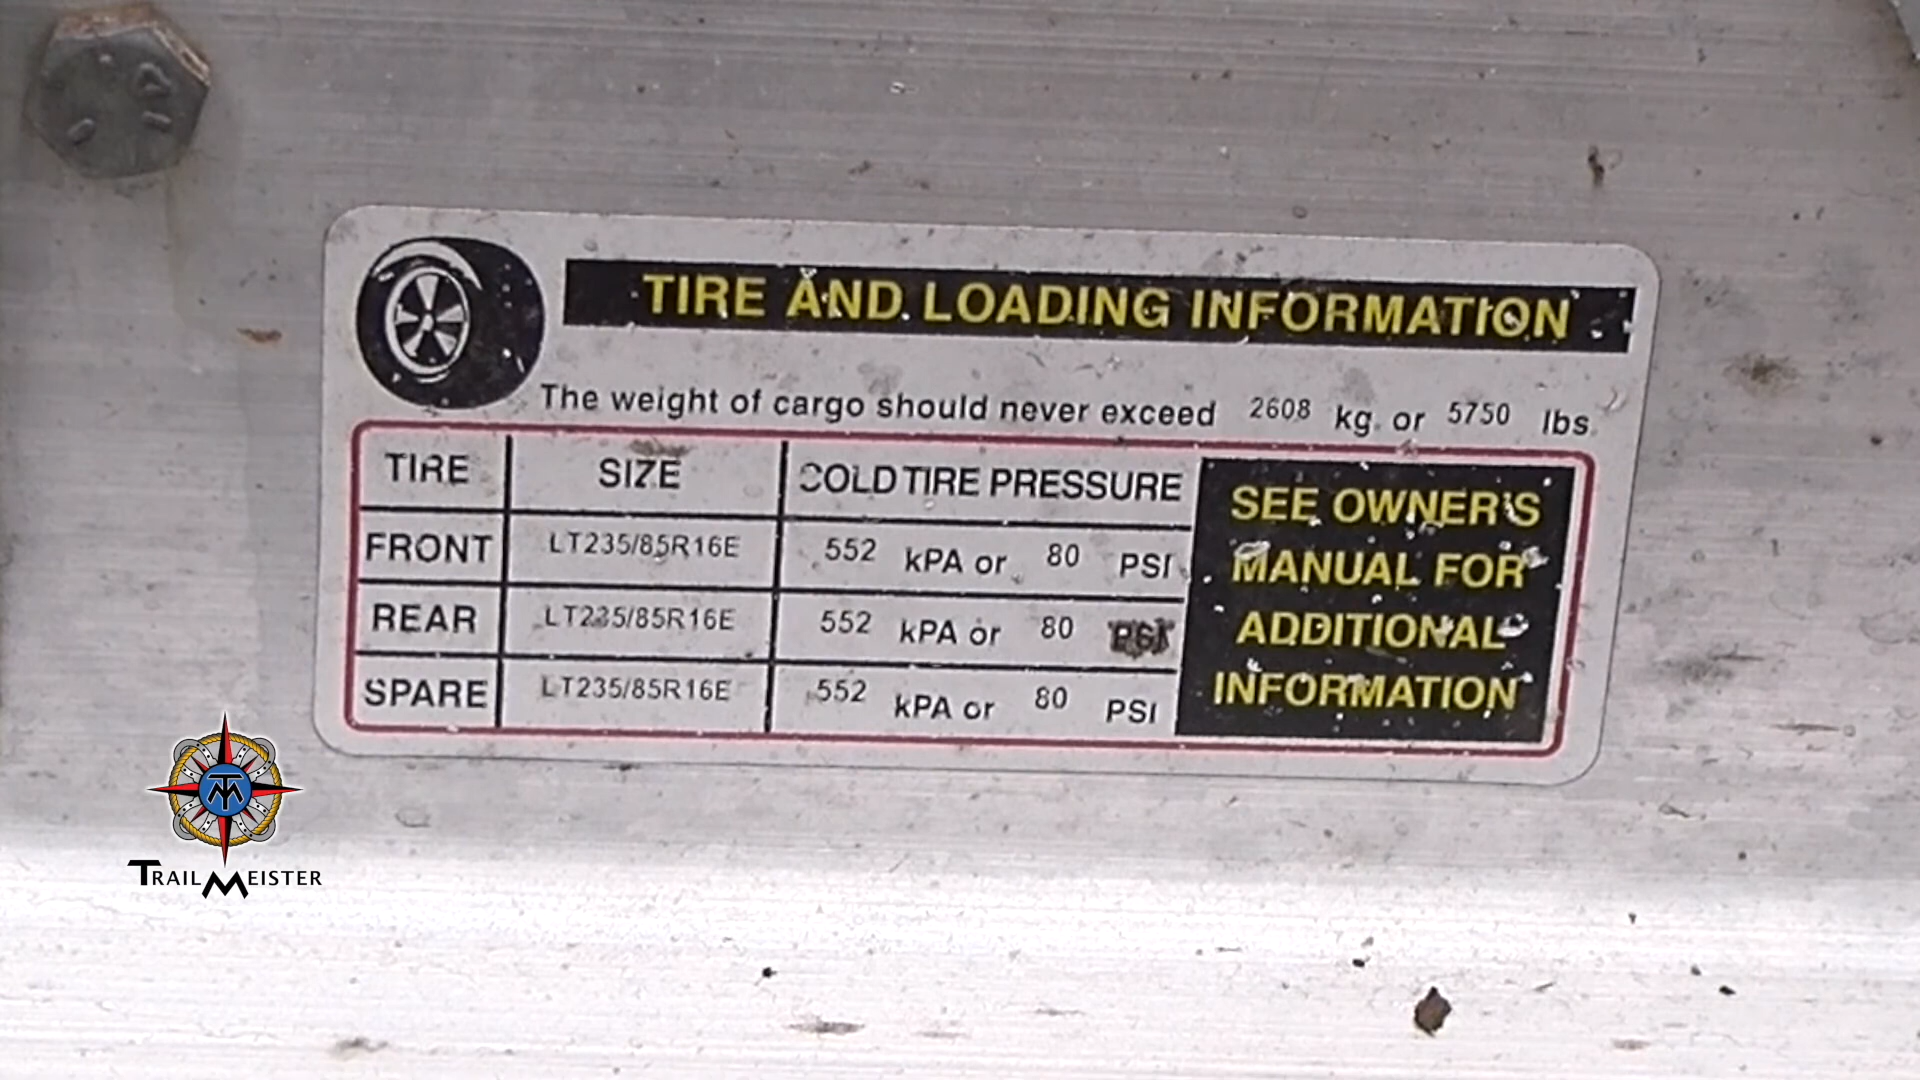 TIRE AND LOADING INFORMATION
The weight of cargo should never exceed 2608 kg. or 5750 lbs.
TIRE SIZE COLD TIRE PRESSURE
FRONT LT235/85R16E 552 kPA or 80 PSI
REAR LT235/85R16E 552 kPA or 80 PSI
SPARE LT235/85R16E 552 kPA or 80 PSI
SEE OWNER'S
MANUAL FOR
ADDITIONAL
INFORMATION
TM
TRAILMEISTER